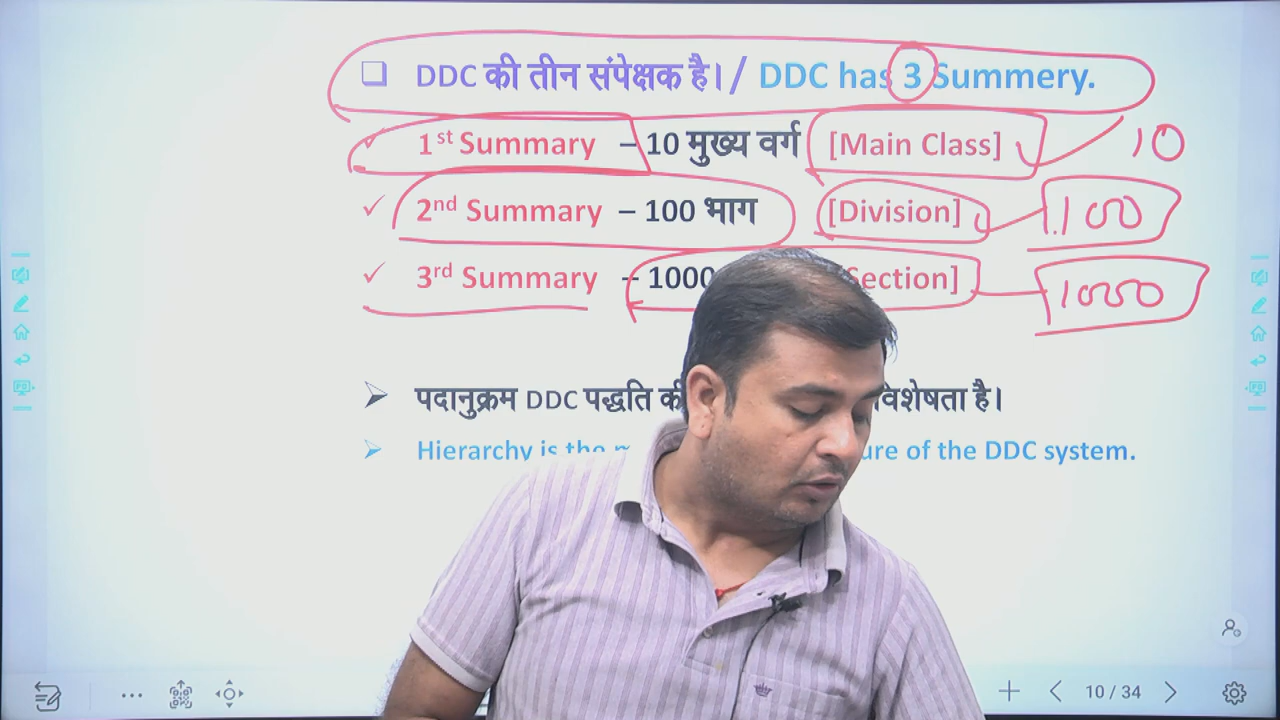 ❑ DDC की तीन संपेक्षक है। / DDC has 3 Summery.
✓ 1st Summary – 10 मुख्य वर्ग [Main Class] 10
✓ 2nd Summary – 100 भाग [Division] 100
✓ 3rd Summary – 1000 Section] 1000
➢ पदानुक्रम DDC पद्धति की विशेषता है।
➢ Hierarchy is the of the DDC system.
10 / 34